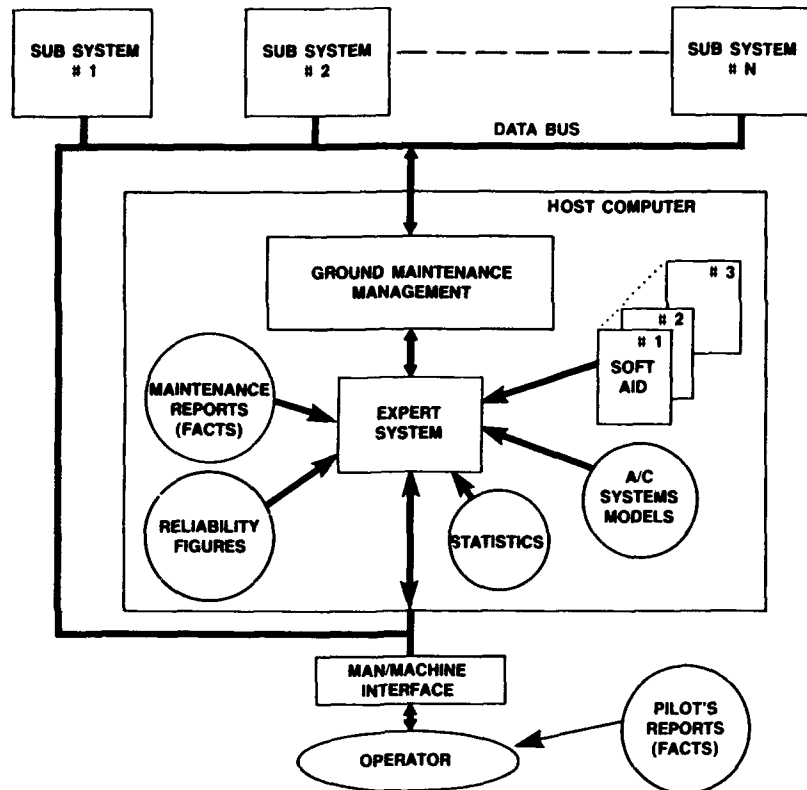 SUB SYSTEM
# 1
SUB SYSTEM
# 2
SUB SYSTEM
# N
DATA BUS
HOST COMPUTER
GROUND MAINTENANCE
MANAGEMENT
# 3
# 2
# 1
SOFT
AID
MAINTENANCE
REPORTS
(FACTS)
EXPERT
SYSTEM
A/C
SYSTEMS
MODELS
RELIABILITY
FIGURES
STATISTICS
MAN/MACHINE
INTERFACE
PILOT'S
REPORTS
(FACTS)
OPERATOR